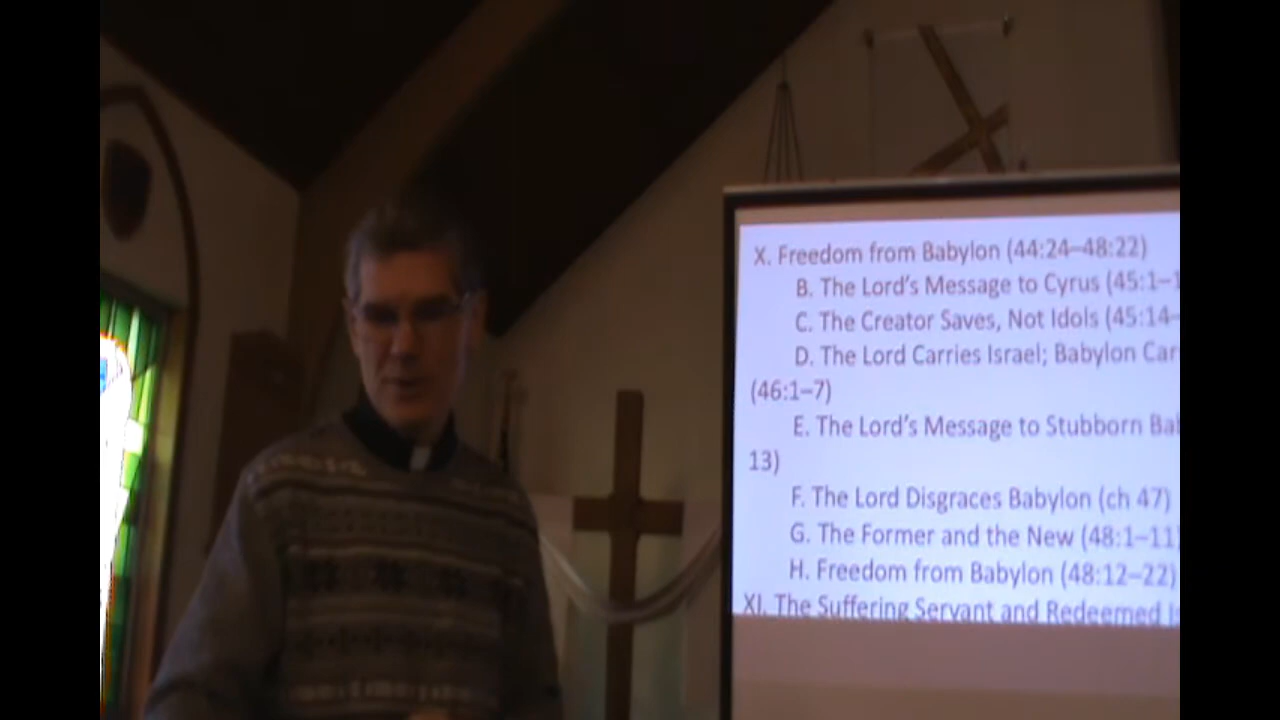 X. Freedom from Babylon (44:24–48:22)
B. The Lord's Message to Cyrus (45:1–1
C. The Creator Saves, Not Idols (45:14–
D. The Lord Carries Israel; Babylon Car
(46:1–7)
E. The Lord's Message to Stubborn Ba
13)
F. The Lord Disgraces Babylon (ch 47)
G. The Former and the New (48:1–11
H. Freedom from Babylon (48:12–22)
XI. The Suffering Servant and Redeemed